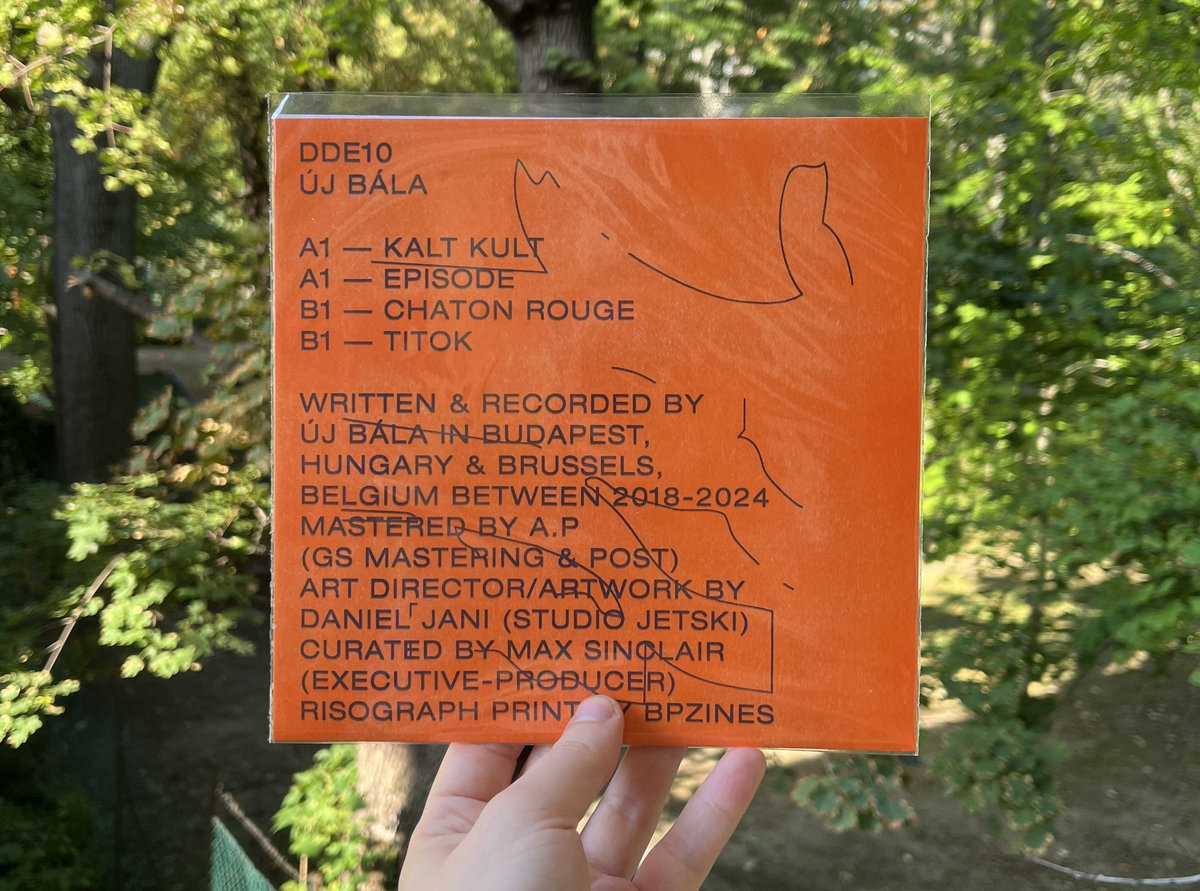 DDE10
ÚJ BÁLA
A1 — KALT KULT
A1 — EPISODE
B1 — CHATON ROUGE
B1 — TITOK
WRITTEN & RECORDED BY
ÚJ BÁLA IN BUDAPEST,
HUNGARY & BRUSSELS,
BELGIUM BETWEEN 2018-2024
MASTERED BY A.P
(GS MASTERING & POST)
ART DIRECTOR/ARTWORK BY
DANIEL JANI (STUDIO JETSKI)
CURATED BY MAX SINCLAIR
(EXECUTIVE-PRODUCER)
RISOGRAPH PRINT BPZINES